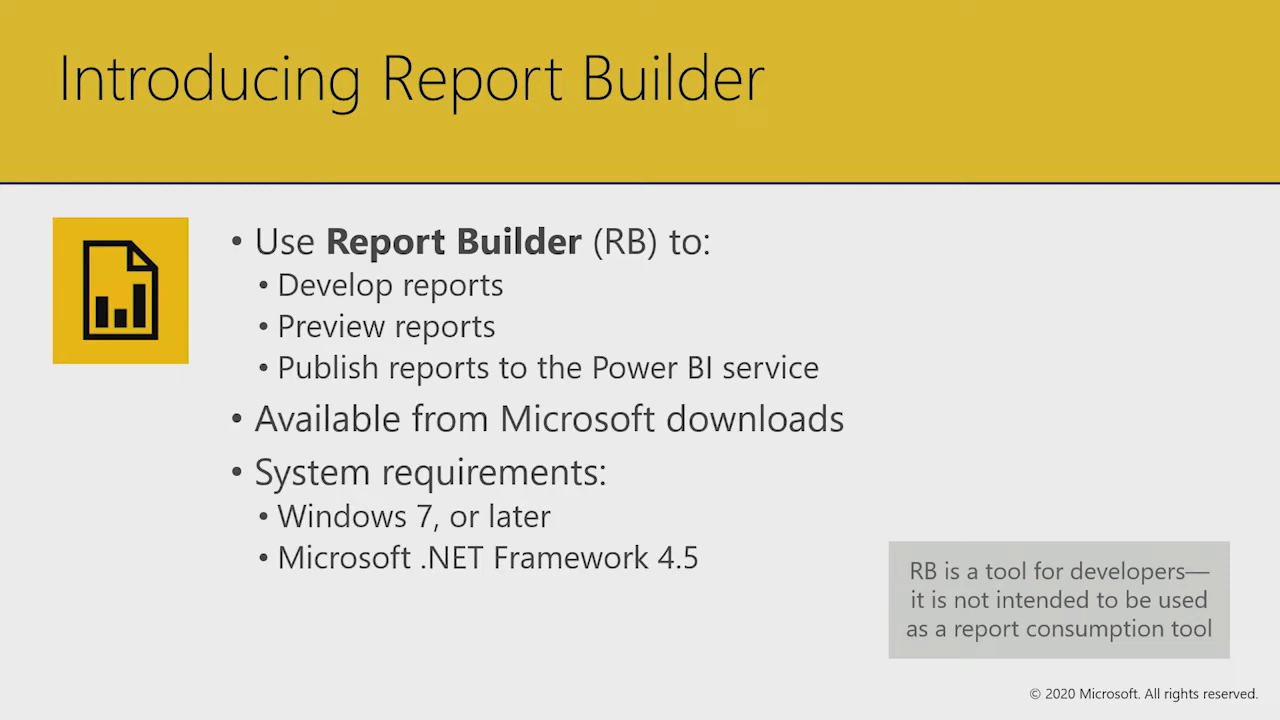 Introducing Report Builder
• Use Report Builder (RB) to:
• Develop reports
• Preview reports
• Publish reports to the Power BI service
• Available from Microsoft downloads
• System requirements:
• Windows 7, or later
• Microsoft .NET Framework 4.5
RB is a tool for developers—
it is not intended to be used
as a report consumption tool
© 2020 Microsoft. All rights reserved.